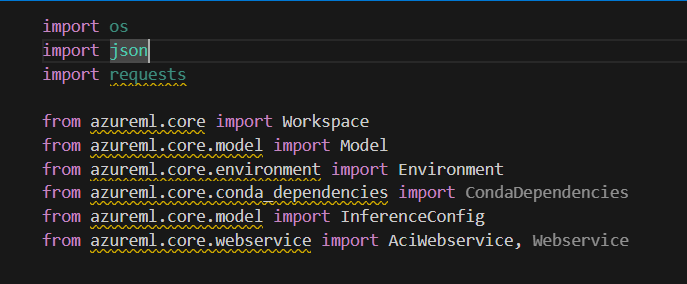 import os
import json
import requests
from azureml.core import Workspace
from azureml.core.model import Model
from azureml.core.environment import Environment
from azureml.core.conda_dependencies import CondaDependencies
from azureml.core.model import InferenceConfig
from azureml.core.webservice import AciWebservice, Webservice